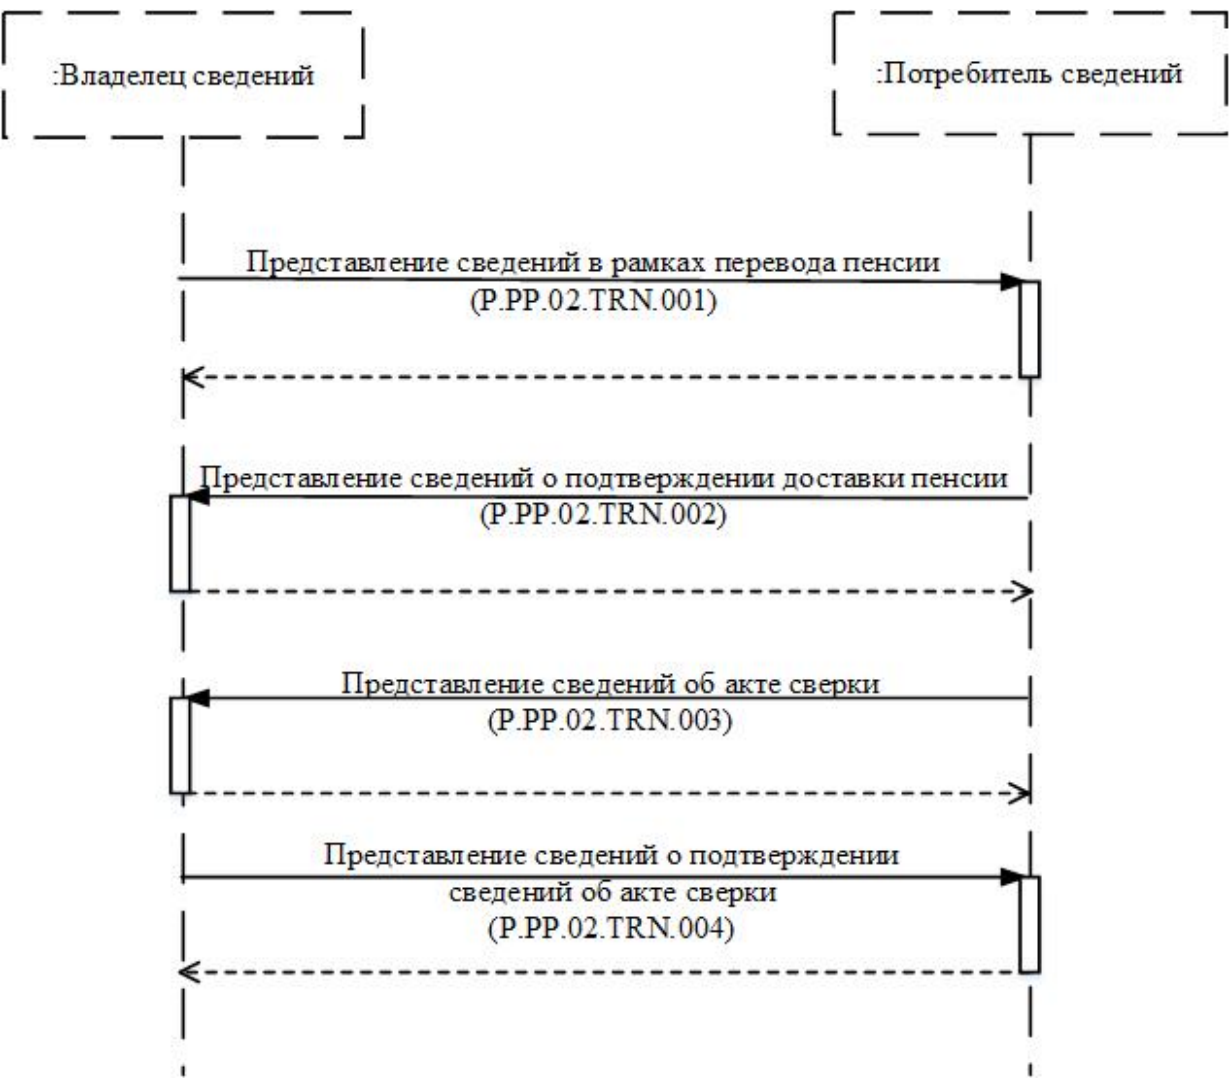 :Владелец сведений
:Потребитель сведений
Представление сведений в рамках перевода пенсии
(P.PP.02.TRN.001)
Представление сведений о подтверждении доставки пенсии
(P.PP.02.TRN.002)
Представление сведений об акте сверки
(P.PP.02.TRN.003)
Представление сведений о подтверждении
сведений об акте сверки
(P.PP.02.TRN.004)